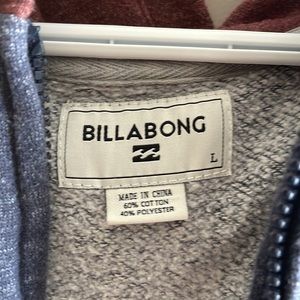 BILLABONG
L
MADE IN CHINA
60% COTTON
40% POLYESTER